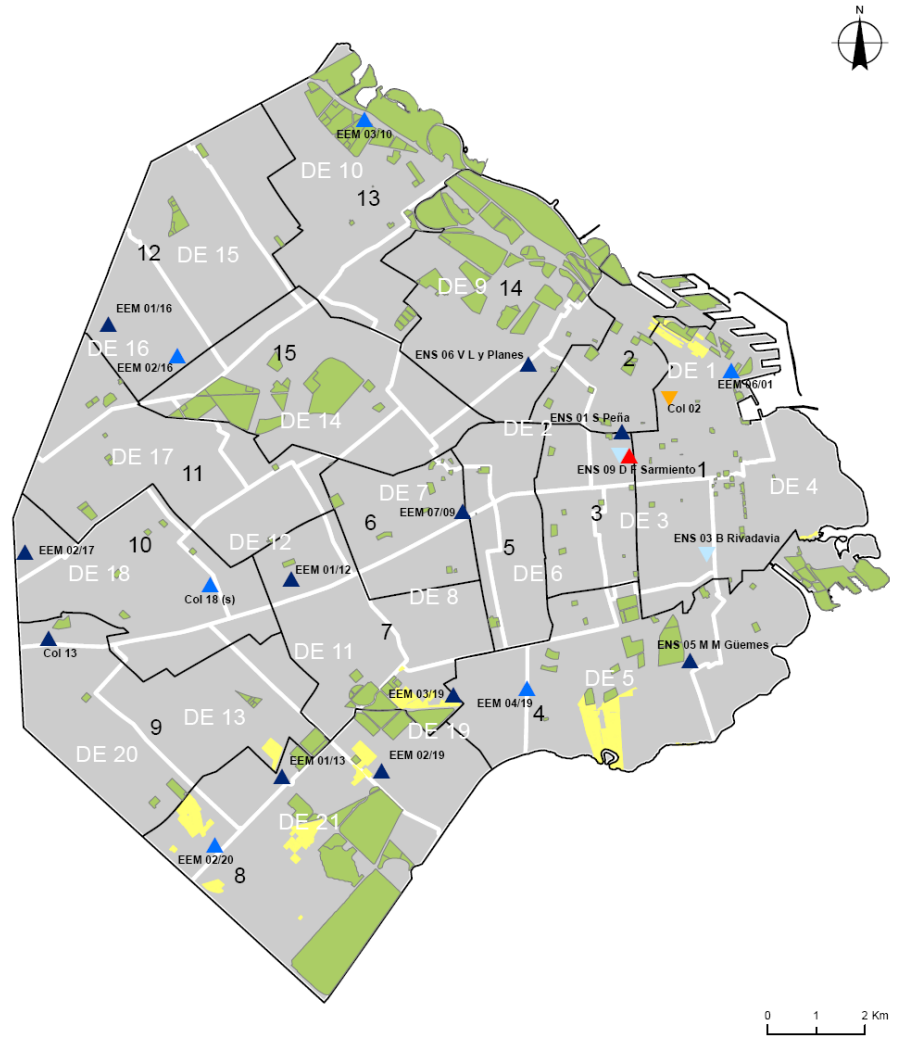 N
EEM 03/10
DE 10
13
12
DE 15
DE 9
14
EEM 01/16
DE 16
EEM 02/16
15
ENS 06 V L y Planes
2
DE 1
EEM 06/01
Col 02
DE 14
ENS 01 S Peña
DE 2
DE 17
11
ENS 09 D F Sarmiento
1
DE 7
DE 4
EEM 07/09
6
3
DE 3
10
DE 12
5
EEM 02/17
ENS 03 B Rivadavia
DE 18
EEM 01/12
DE 6
Col 18 (s)
DE 8
7
Col 13
DE 11
ENS 05 M M Güemes
DE 5
EEM 03/19
EEM 04/19
4
DE 13
9
DE 19
DE 20
EEM 02/19
EEM 01/13
DE 21
EEM 02/20
8
0 1 2 Km